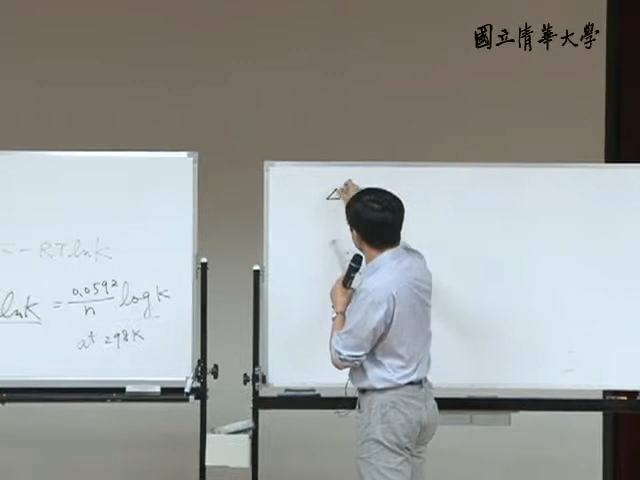 國立清華大學
= -RTlnK
lnK = 0.0592/n log K
at 298K
△